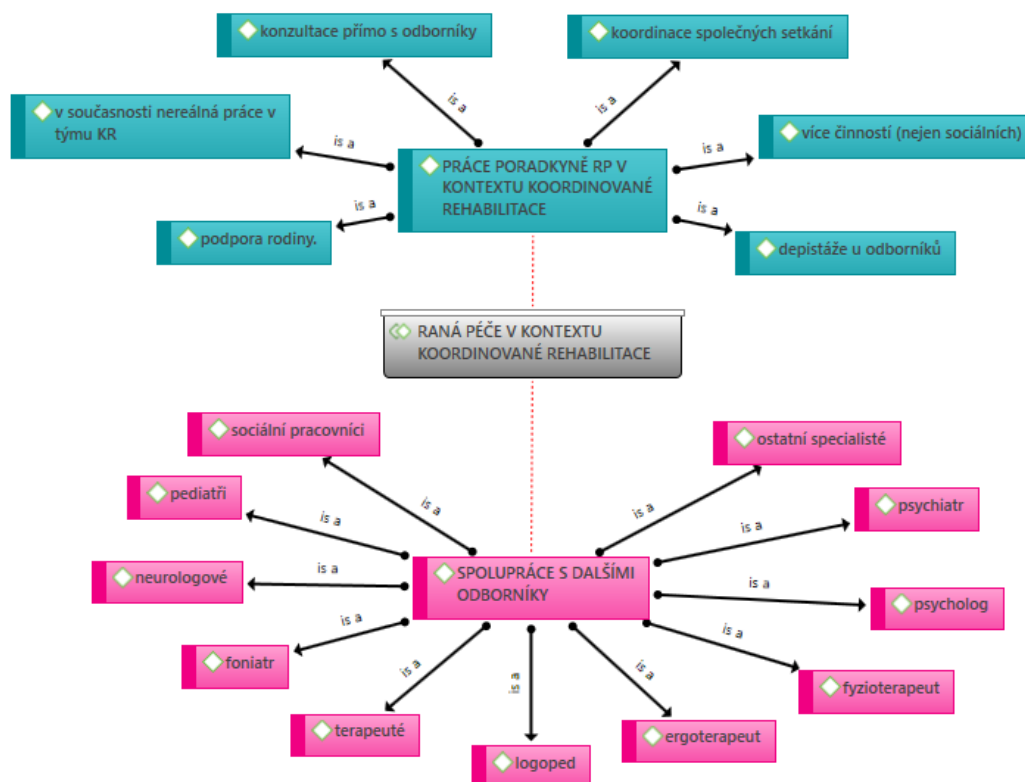 konzultace přímo s odborníky
koordinace společných setkání
is a
is a
v současnosti nereálná práce v
týmu KR
is a
více činností (nejen sociálních)
is a
PRÁCE PORADKYNĚ RP V
KONTEXTU KOORDINOVANÉ
REHABILITACE
is a
podpora rodiny.
is a
depistáže u odborníků
RANÁ PÉČE V KONTEXTU
KOORDINOVANÉ REHABILITACE
sociální pracovníci
ostatní specialisté
is a
is a
pediatři
is a
psychiatr
is a
neurologové
is a
SPOLUPRÁCE S DALŠÍMI
ODBORNÍKY
is a
psycholog
foniatr
is a
is a
fyzioterapeut
is a
is a
is a
terapeuté
logoped
ergoterapeut